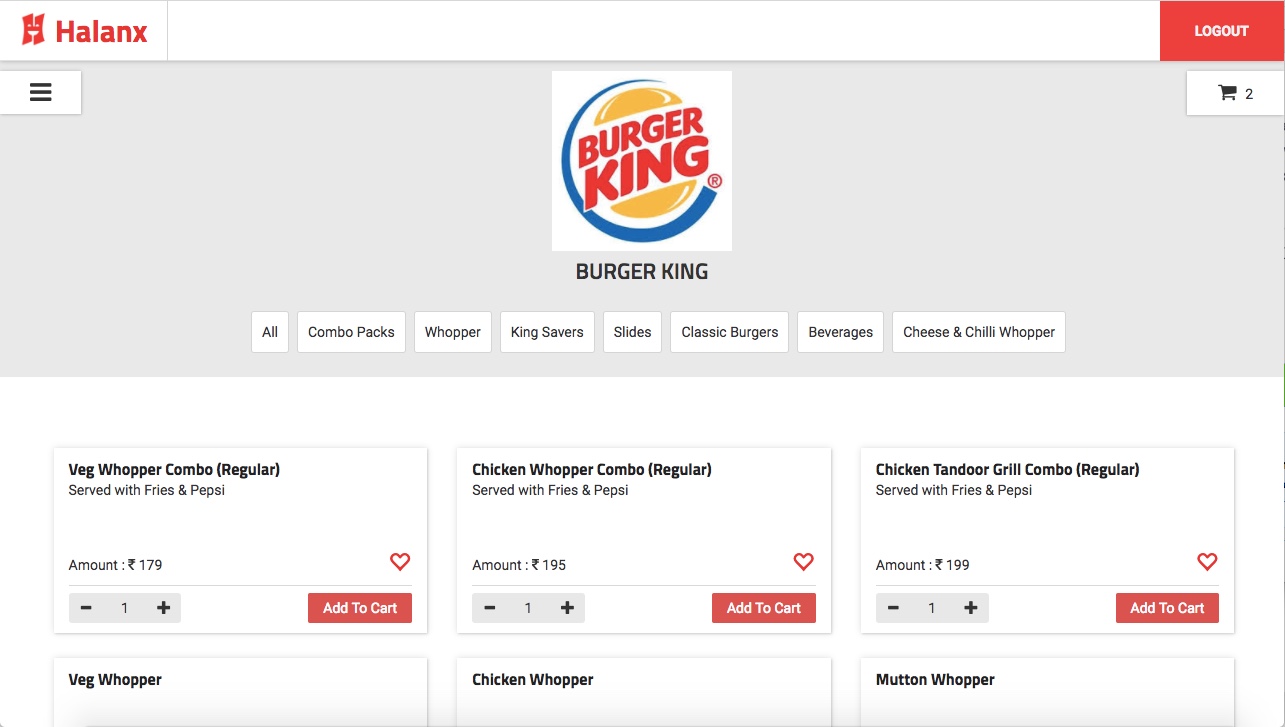 Halanx
LOGOUT
2
BURGER
KING®
BURGER KING
All Combo Packs Whopper King Savers Slides Classic Burgers Beverages Cheese & Chilli Whopper
Veg Whopper Combo (Regular)
Served with Fries & Pepsi
Amount : ₹ 179
1 Add To Cart
Chicken Whopper Combo (Regular)
Served with Fries & Pepsi
Amount : ₹ 195
1 Add To Cart
Chicken Tandoor Grill Combo (Regular)
Served with Fries & Pepsi
Amount : ₹ 199
1 Add To Cart
Veg Whopper
Chicken Whopper
Mutton Whopper